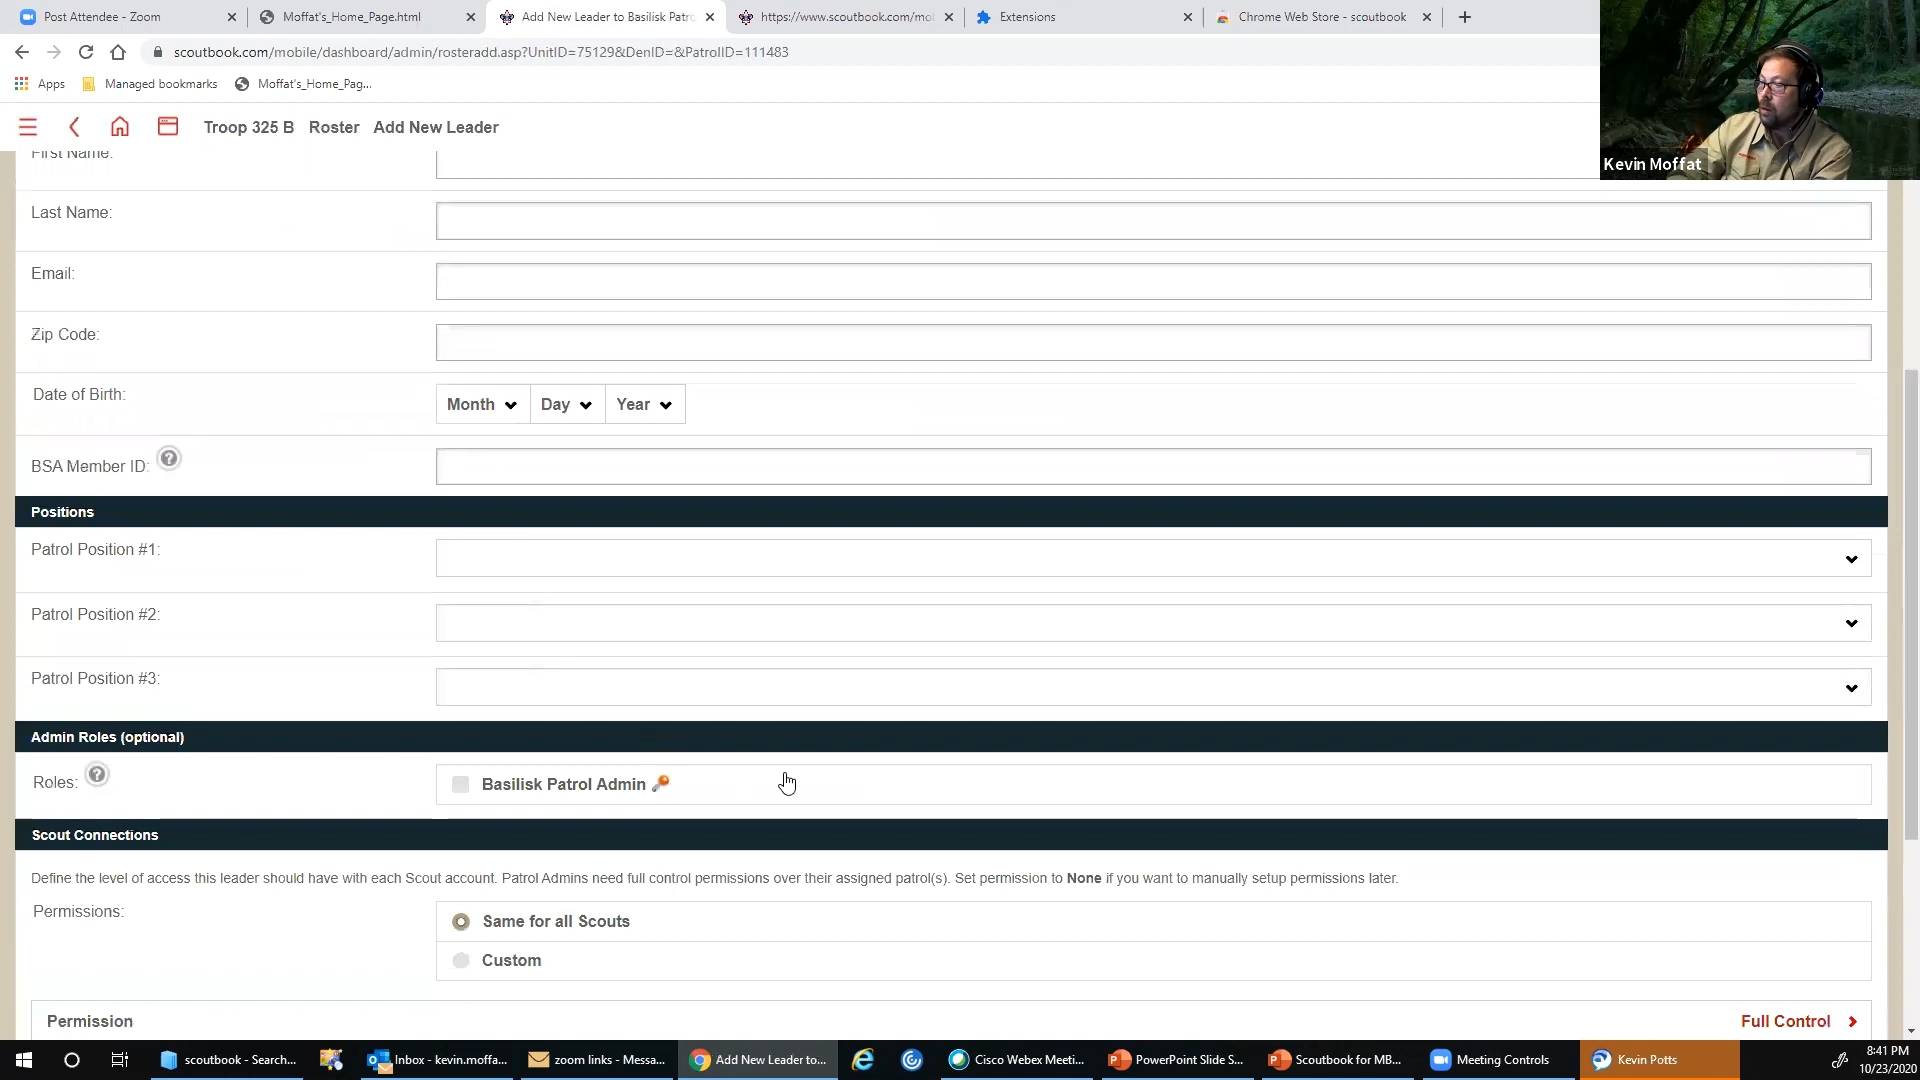 Post Attendee - Zoom
Moffat's_Home_Page.html
Add New Leader to Basilisk Patro
https://www.scoutbook.com/mo
Extensions
Chrome Web Store - scoutbook
scoutbook.com/mobile/dashboard/admin/rosteradd.asp?UnitID=75129&DenID=&PatrolID=111483
Apps
Managed bookmarks
Moffat's_Home_Pag...
Troop 325 B Roster Add New Leader
Kevin Moffat
First Name:
Last Name:
Email:
Zip Code:
Date of Birth:
Month Day Year
BSA Member ID:
Positions
Patrol Position #1:
Patrol Position #2:
Patrol Position #3:
Admin Roles (optional)
Roles:
Basilisk Patrol Admin
Scout Connections
Define the level of access this leader should have with each Scout account. Patrol Admins need full control permissions over their assigned patrol(s). Set permission to None if you want to manually setup permissions later.
Permissions:
Same for all Scouts
Custom
Permission
Full Control
scoutbook - Search...
Inbox - kevin.moffa...
zoom links - Messa...
Add New Leader to...
Cisco Webex Meeti...
PowerPoint Slide S...
Scoutbook for MB...
Meeting Controls
Kevin Potts
8:41 PM
10/23/2020